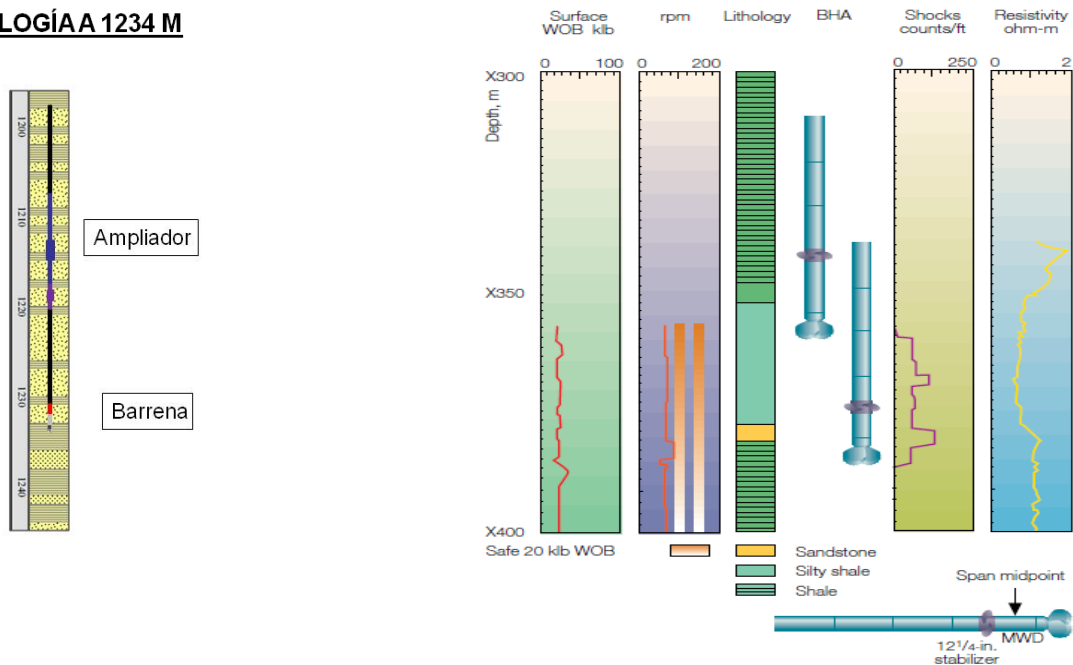 LOGÍA A 1234 M
1200
1210
Ampliador
1220
1230
Barrena
1240
Surface
WOB klb
rpm
Lithology
BHA
Shocks
counts/ft
Resistivity
ohm-m
0 100
0 200
0 250
0 2
X300
Depth, m
X350
X400
Safe 20 klb WOB
Sandstone
Silty shale
Shale
Span midpoint
MWD
12 1/4-in.
stabilizer